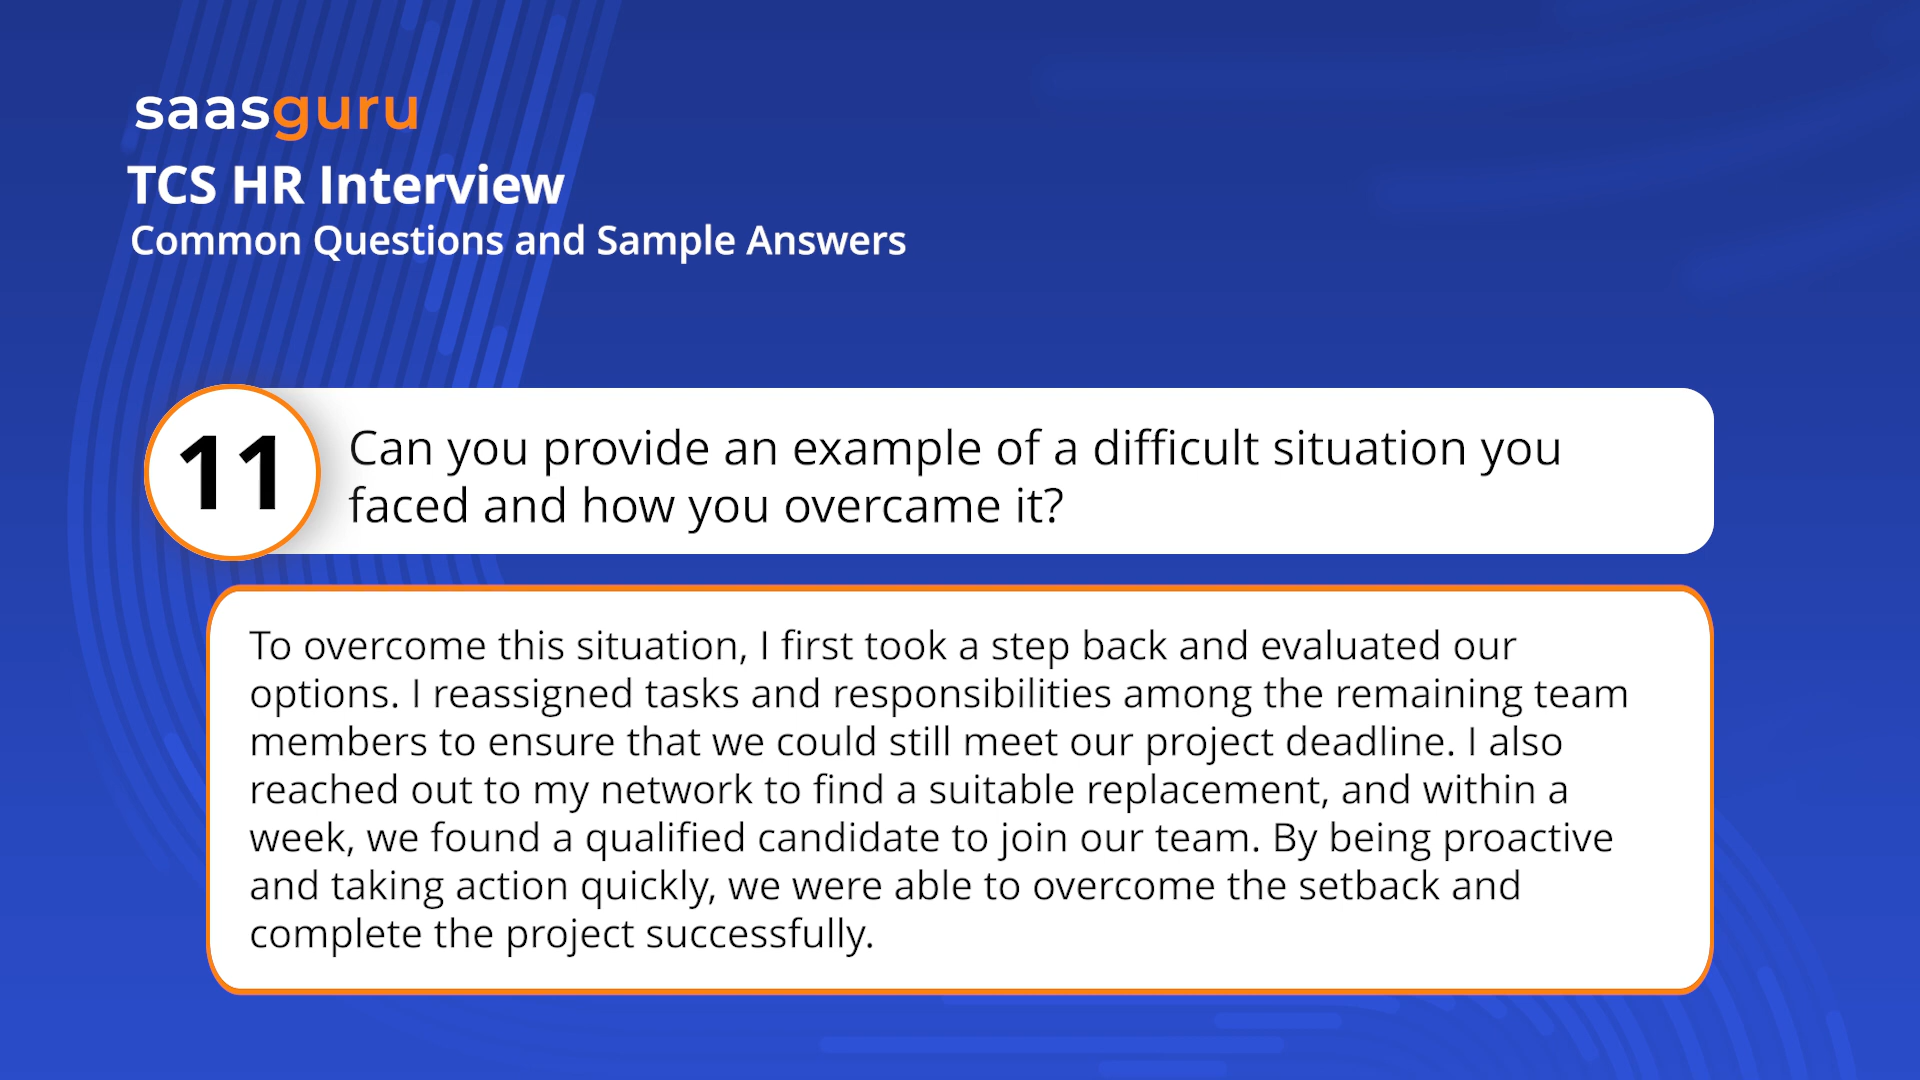 saasguru
TCS HR Interview
Common Questions and Sample Answers
11
Can you provide an example of a difficult situation you
faced and how you overcame it?
To overcome this situation, I first took a step back and evaluated our
options. I reassigned tasks and responsibilities among the remaining team
members to ensure that we could still meet our project deadline. I also
reached out to my network to find a suitable replacement, and within a
week, we found a qualified candidate to join our team. By being proactive
and taking action quickly, we were able to overcome the setback and
complete the project successfully.